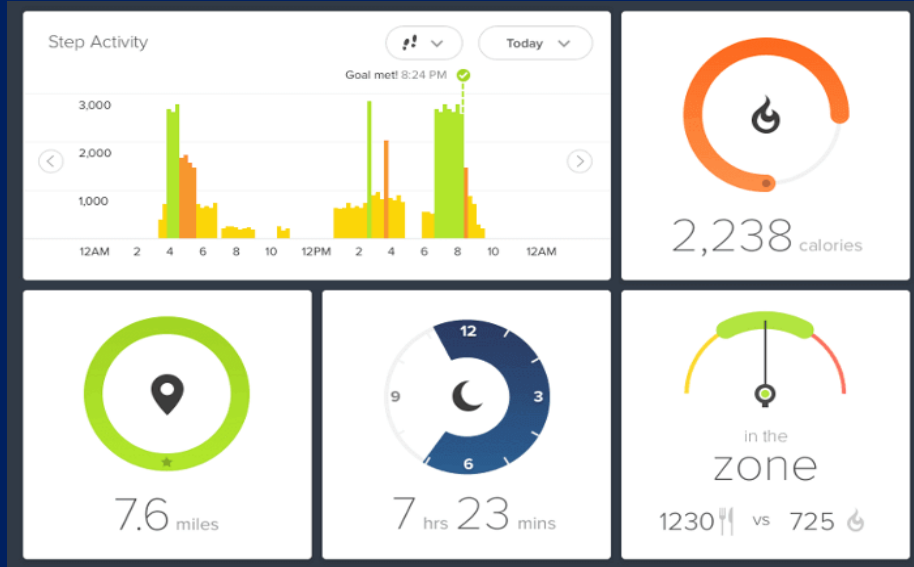 Step Activity
Today
Goal met! 8:24 PM
3,000
2,000
1,000
12AM 2 4 6 8 10 12PM 2 4 6 8 10 12AM
2,238 calories
7.6 miles
12
3
6
9
7 hrs 23 mins
in the
zone
1230 vs 725